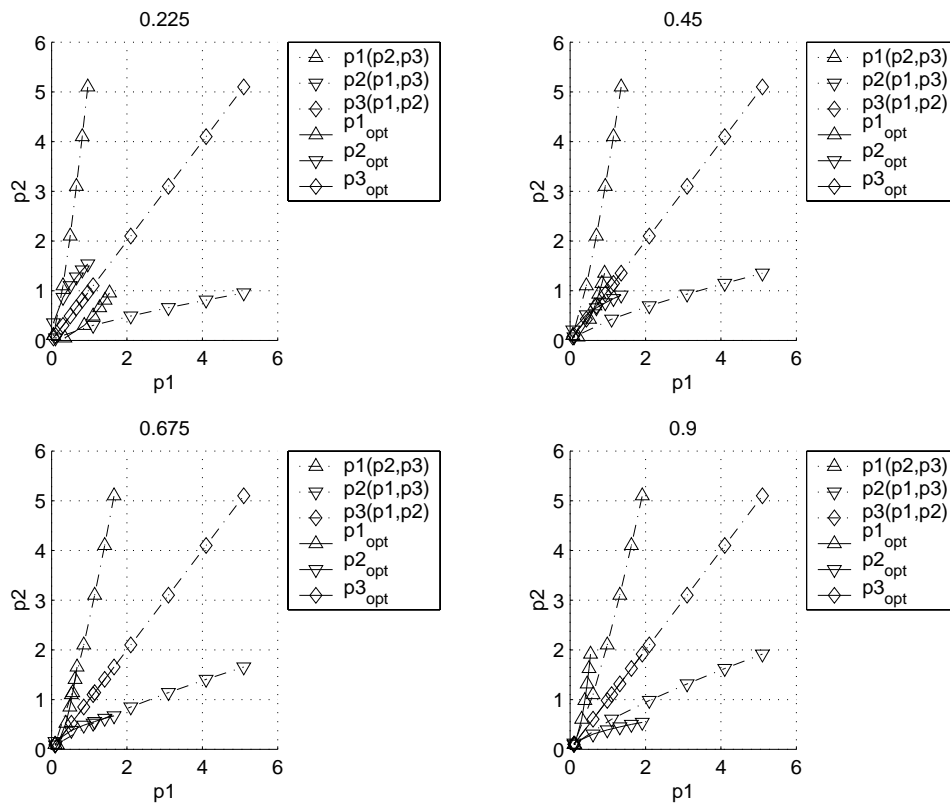 0.225
6
5
4
3
2
1
0
p2
0 2 4 6
p1
p1(p2,p3)
p2(p1,p3)
p3(p1,p2)
p1opt
p2opt
p3opt
0.45
6
5
4
3
2
1
0
p2
0 2 4 6
p1
p1(p2,p3)
p2(p1,p3)
p3(p1,p2)
p1opt
p2opt
p3opt
0.675
6
5
4
3
2
1
0
p2
0 2 4 6
p1
p1(p2,p3)
p2(p1,p3)
p3(p1,p2)
p1opt
p2opt
p3opt
0.9
6
5
4
3
2
1
0
p2
0 2 4 6
p1
p1(p2,p3)
p2(p1,p3)
p3(p1,p2)
p1opt
p2opt
p3opt